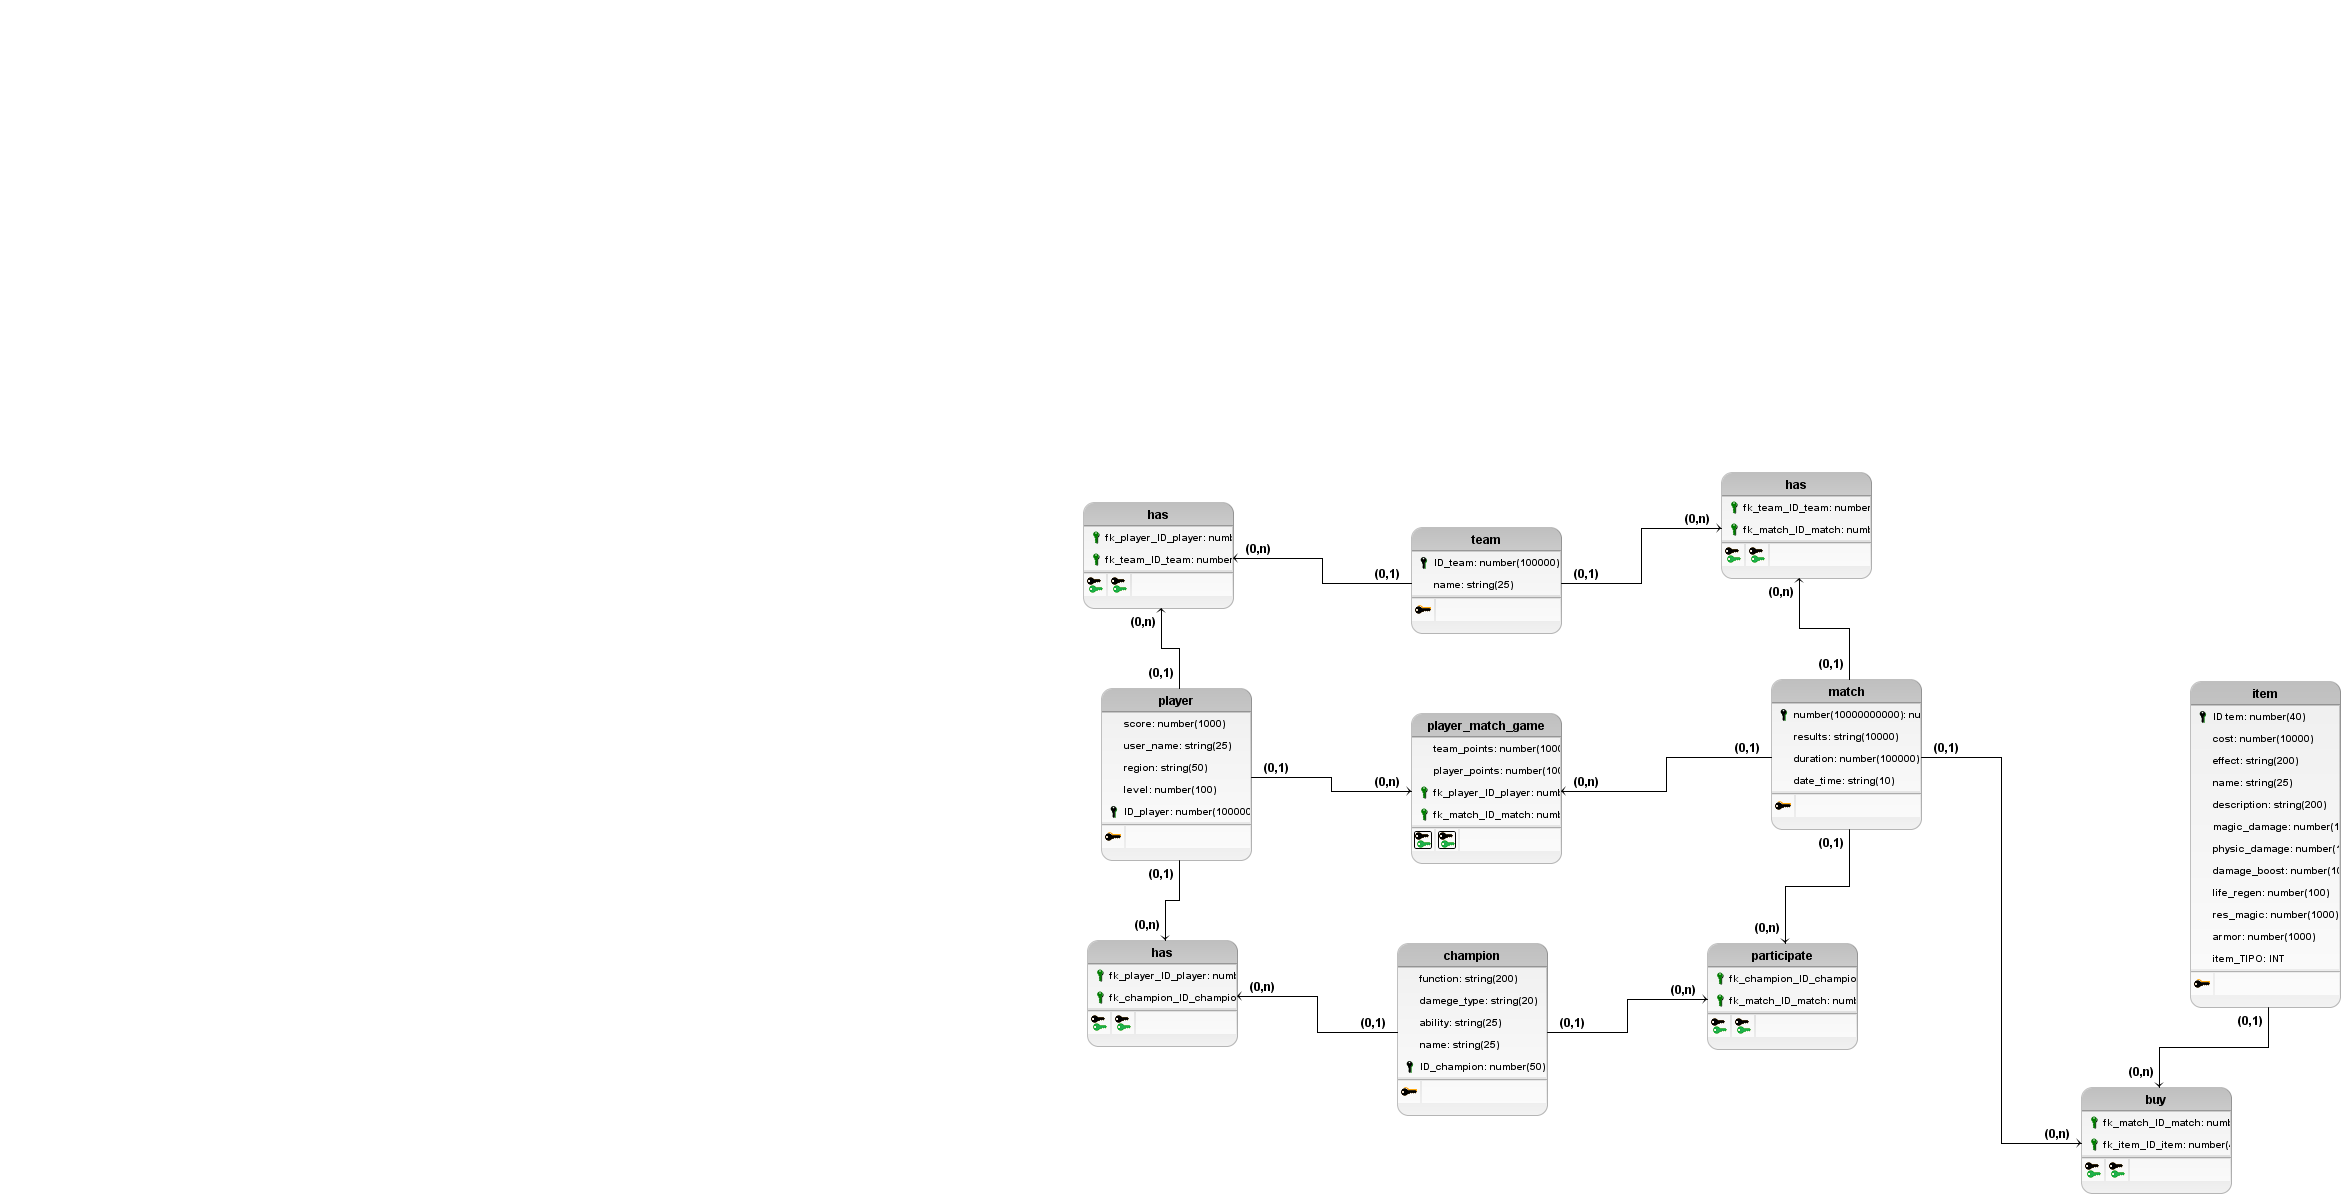 has
fk_player_ID_player: numb
fk_team_ID_team: number
(0,n)
(0,n)
(0,1)
team
ID_team: number(100000)
name: string(25)
(0,1)
(0,1)
has
fk_team_ID_team: number
fk_match_ID_match: numb
(0,n)
(0,n)
(0,1)
player
score: number(1000)
user_name: string(25)
region: string(50)
level: number(100)
ID_player: number(100000
(0,1)
(0,1)
player_match_game
team_points: number(1000
player_points: number(100
fk_player_ID_player: numb
fk_match_ID_match: numb
(0,n)
(0,n)
match
number(10000000000): nu
results: string(10000)
duration: number(100000)
date_time: string(10)
(0,1)
(0,1)
(0,1)
item
ID tem: number(40)
cost: number(10000)
effect: string(200)
name: string(25)
description: string(200)
magic_damage: number(1
physic_damage: number(1
damage_boost: number(10
life_regen: number(100)
res_magic: number(1000)
armor: number(1000)
item_TIPO: INT
(0,1)
has
fk_player_ID_player: numb
fk_champion_ID_champio
(0,n)
(0,n)
champion
function: string(200)
damege_type: string(20)
ability: string(25)
name: string(25)
ID_champion: number(50)
(0,1)
(0,1)
participate
fk_champion_ID_champio
fk_match_ID_match: numb
(0,n)
(0,n)
buy
fk_match_ID_match: numb
fk_item_ID_item: number(
(0,n)
(0,n)